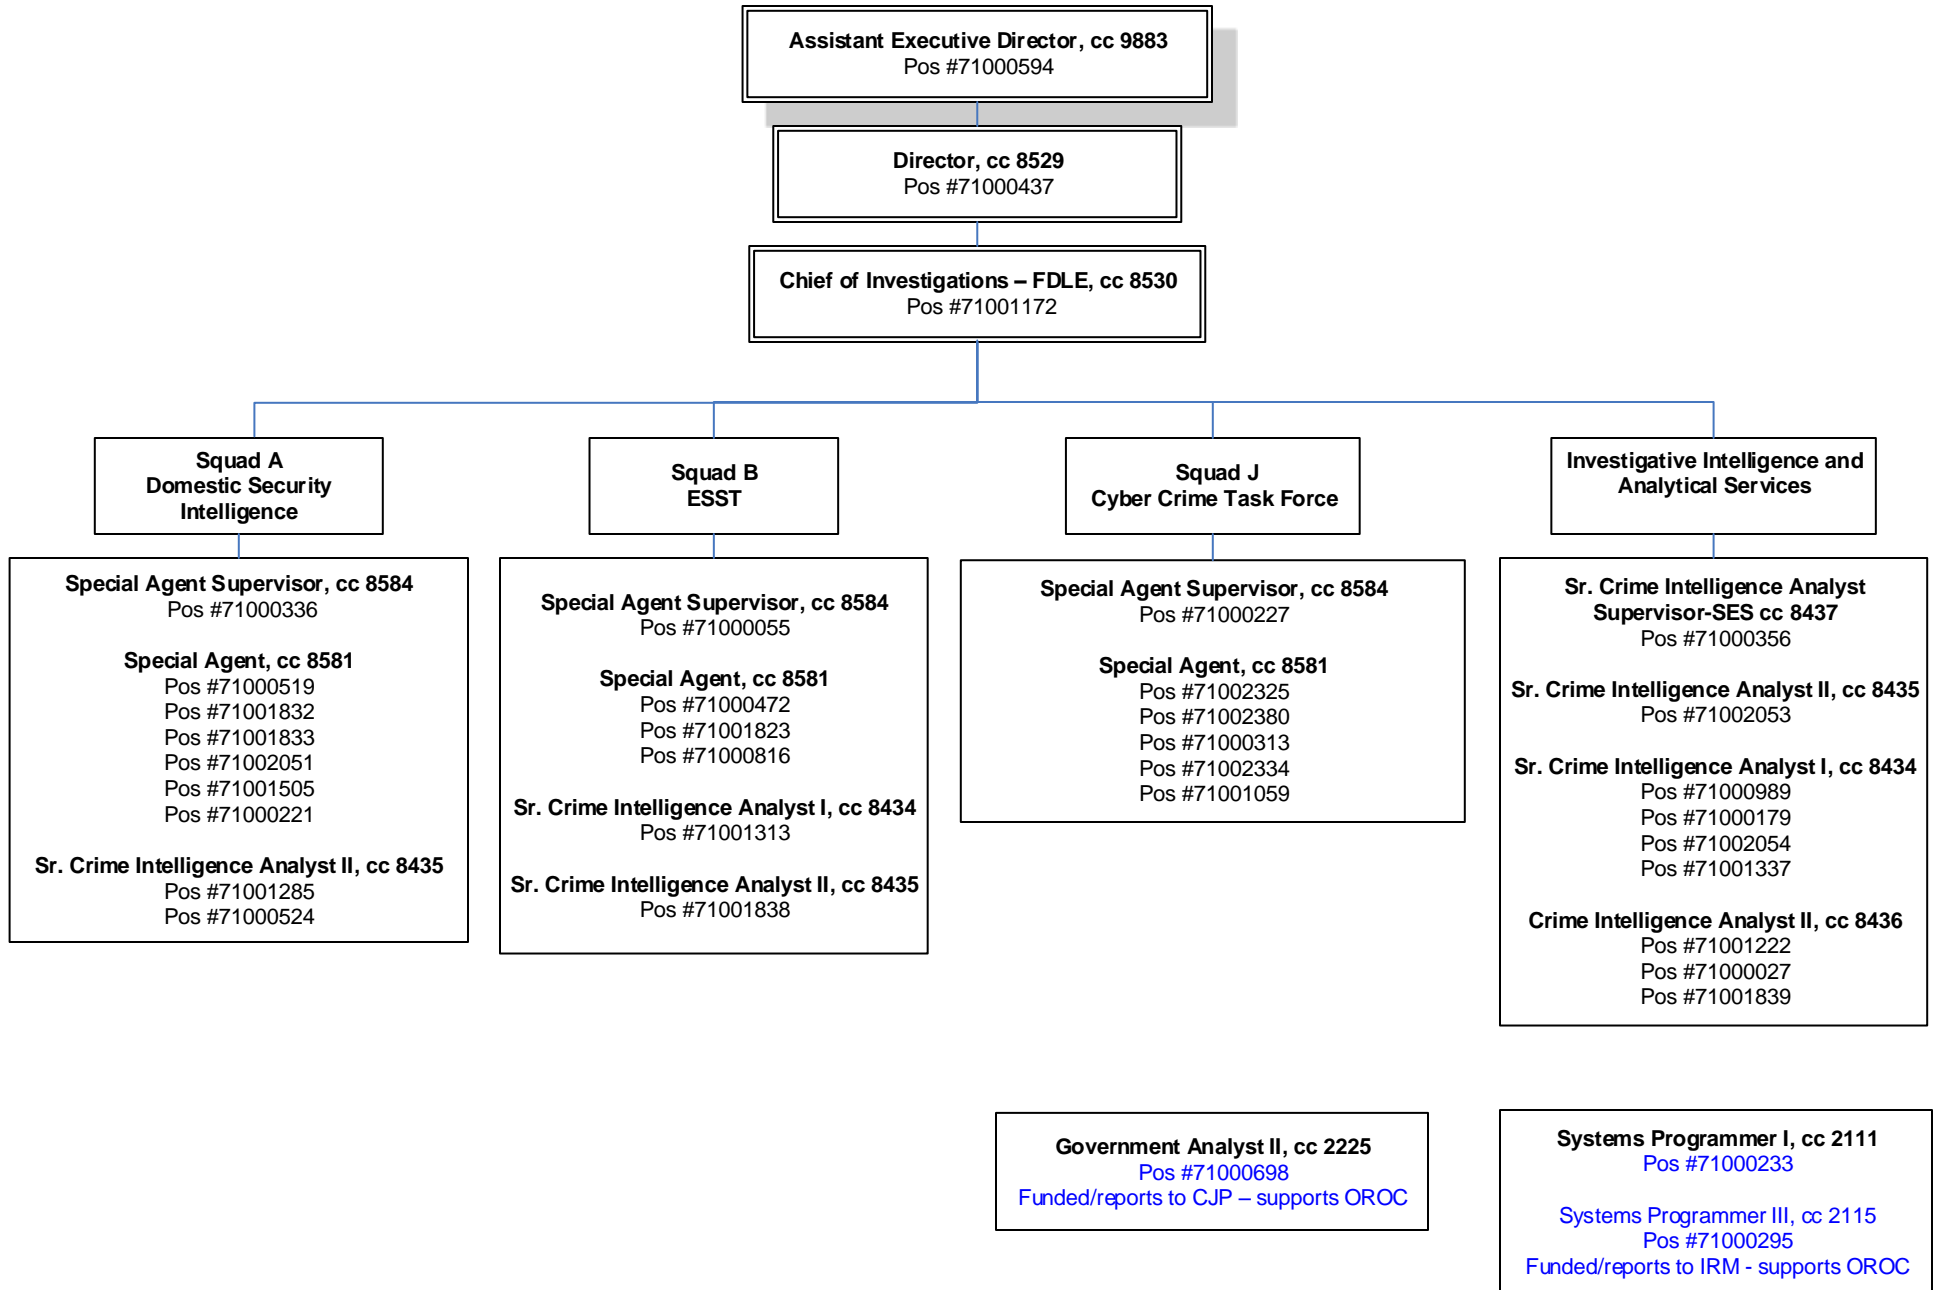 Assistant Executive Director, cc 9883
Pos #71000594
Director, cc 8529
Pos #71000437
Chief of Investigations – FDLE, cc 8530
Pos #71001172
Squad A
Domestic Security
Intelligence
Squad B
ESST
Squad J
Cyber Crime Task Force
Investigative Intelligence and
Analytical Services
Special Agent Supervisor, cc 8584
Pos #71000336
Special Agent, cc 8581
Pos #71000519
Pos #71001832
Pos #71001833
Pos #71002051
Pos #71001505
Pos #71000221
Sr. Crime Intelligence Analyst II, cc 8435
Pos #71001285
Pos #71000524
Special Agent Supervisor, cc 8584
Pos #71000055
Special Agent, cc 8581
Pos #71000472
Pos #71001823
Pos #71000816
Sr. Crime Intelligence Analyst I, cc 8434
Pos #71001313
Sr. Crime Intelligence Analyst II, cc 8435
Pos #71001838
Special Agent Supervisor, cc 8584
Pos #71000227
Special Agent, cc 8581
Pos #71002325
Pos #71002380
Pos #71000313
Pos #71002334
Pos #71001059
Sr. Crime Intelligence Analyst
Supervisor-SES cc 8437
Pos #71000356
Sr. Crime Intelligence Analyst II, cc 8435
Pos #71002053
Sr. Crime Intelligence Analyst I, cc 8434
Pos #71000989
Pos #71000179
Pos #71002054
Pos #71001337
Crime Intelligence Analyst II, cc 8436
Pos #71001222
Pos #71000027
Pos #71001839
Government Analyst II, cc 2225
Pos #71000698
Funded/reports to CJP – supports OROC
Systems Programmer I, cc 2111
Pos #71000233
Systems Programmer III, cc 2115
Pos #71000295
Funded/reports to IRM - supports OROC